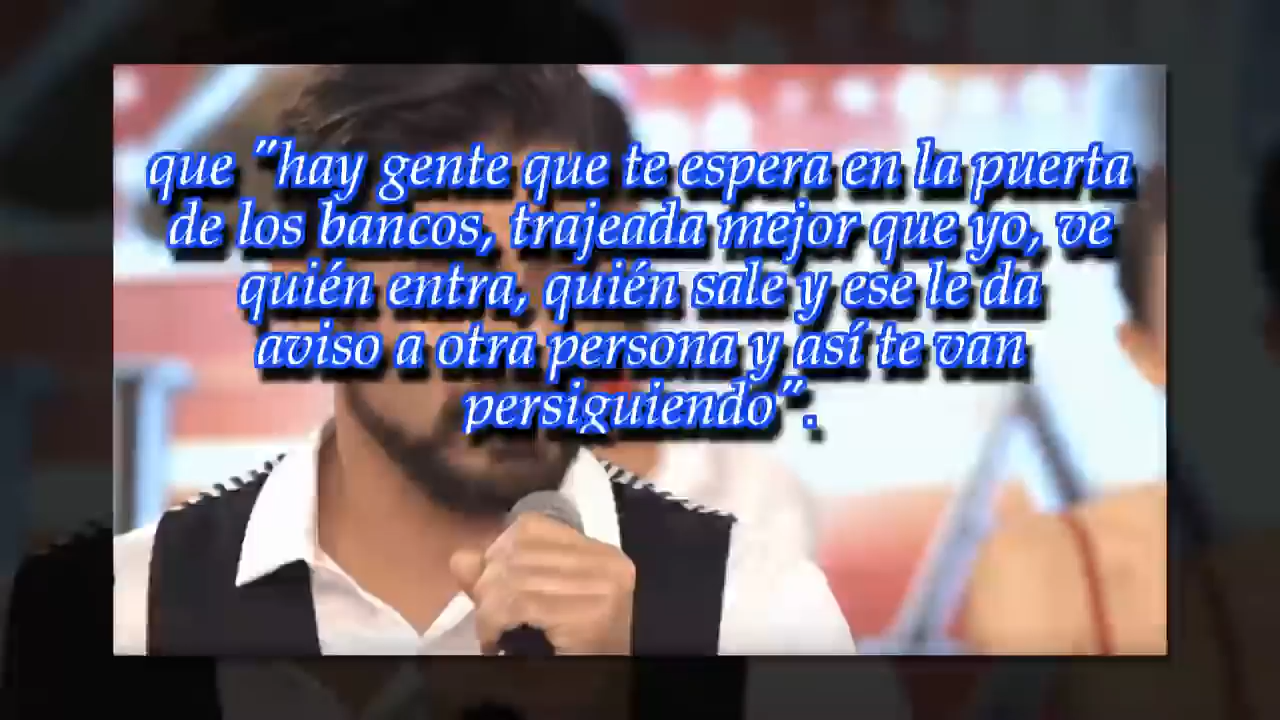 que "hay gente que te espera en la puerta
de los bancos, trajeada mejor que yo, ve
quién entra, quién sale y ese le da
aviso a otra persona y así te van
persiguiendo".